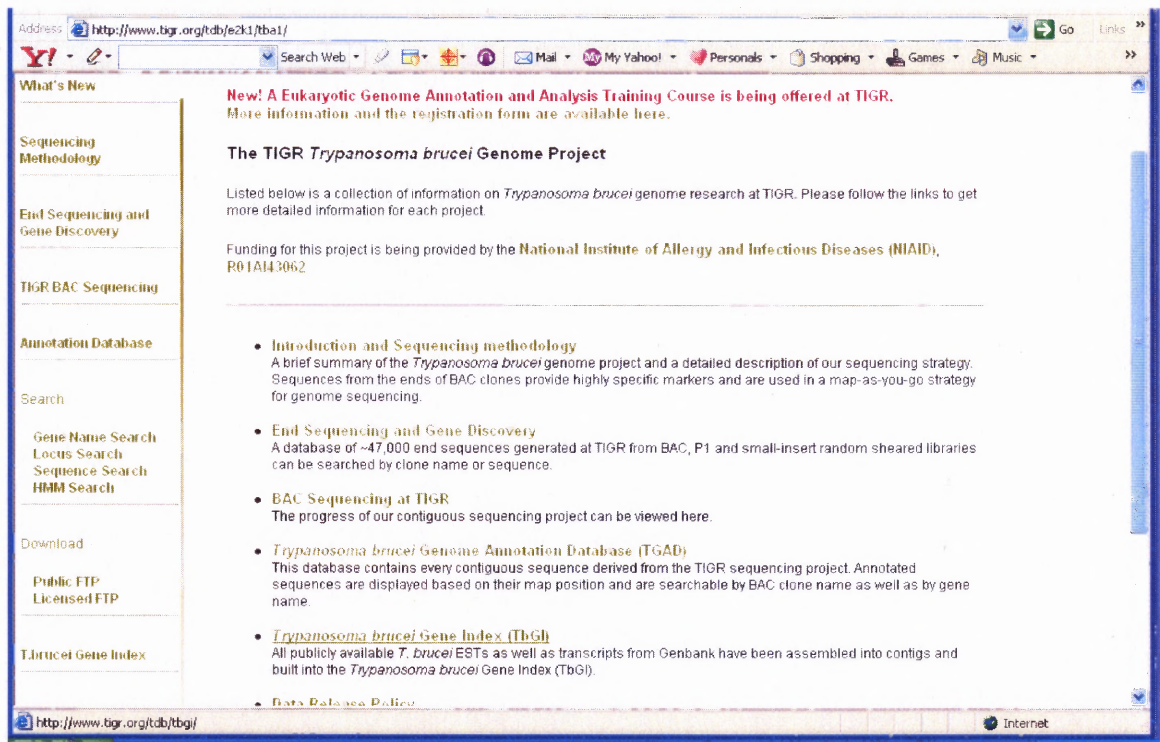 Address http://www.tigr.org/tdb/e2k1/tba1/ Go Links »
Y! Search Web Mail My My Yahoo! Personals Shopping Games Music »
What's New
Sequencing
Methodology
End Sequencing and
Gene Discovery
TIGR BAC Sequencing
Annotation Database
Search
Gene Name Search
Locus Search
Sequence Search
HMM Search
Download
Public FTP
Licensed FTP
T.brucei Gene Index
New! A Eukaryotic Genome Annotation and Analysis Training Course is being offered at TIGR.
More information and the registration form are available here.
The TIGR Trypanosoma brucei Genome Project
Listed below is a collection of information on Trypanosoma brucei genome research at TIGR. Please follow the links to get
more detailed information for each project.
Funding for this project is being provided by the National Institute of Allergy and Infectious Diseases (NIAID),
R01AI43062
• Introduction and Sequencing methodology
A brief summary of the Trypanosoma brucei genome project and a detailed description of our sequencing strategy.
Sequences from the ends of BAC clones provide highly specific markers and are used in a map-as-you-go strategy
for genome sequencing.
• End Sequencing and Gene Discovery
A database of ~47,000 end sequences generated at TIGR from BAC, P1 and small-insert random sheared libraries
can be searched by clone name or sequence.
• BAC Sequencing at TIGR
The progress of our contiguous sequencing project can be viewed here.
• Trypanosoma brucei Genome Annotation Database (TGAD)
This database contains every contiguous sequence derived from the TIGR sequencing project. Annotated
sequences are displayed based on their map position and are searchable by BAC clone name as well as by gene
name.
• Trypanosoma brucei Gene Index (TbGI)
All publicly available T. brucei ESTs as well as transcripts from Genbank have been assembled into contigs and
built into the Trypanosoma brucei Gene Index (TbGI).
• Data Release Policy
http://www.tigr.org/tdb/tbgi/ Internet